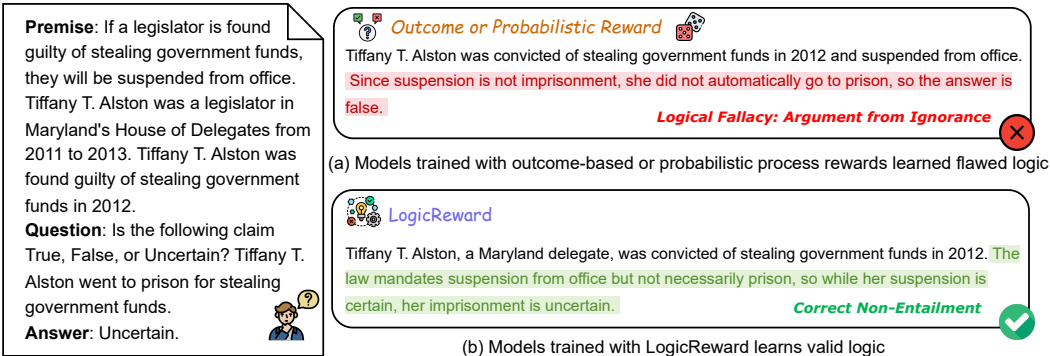 Premise: If a legislator is found
guilty of stealing government funds,
they will be suspended from office.
Tiffany T. Alston was a legislator in
Maryland's House of Delegates from
2011 to 2013. Tiffany T. Alston was
found guilty of stealing government
funds in 2012.
Question: Is the following claim
True, False, or Uncertain? Tiffany T.
Alston went to prison for stealing
government funds.
Answer: Uncertain.
Outcome or Probabilistic Reward
Tiffany T. Alston was convicted of stealing government funds in 2012 and suspended from office.
Since suspension is not imprisonment, she did not automatically go to prison, so the answer is
false.
Logical Fallacy: Argument from Ignorance
(a) Models trained with outcome-based or probabilistic process rewards learned flawed logic
LogicReward
Tiffany T. Alston, a Maryland delegate, was convicted of stealing government funds in 2012. The
law mandates suspension from office but not necessarily prison, so while her suspension is
certain, her imprisonment is uncertain.
Correct Non-Entailment
(b) Models trained with LogicReward learns valid logic